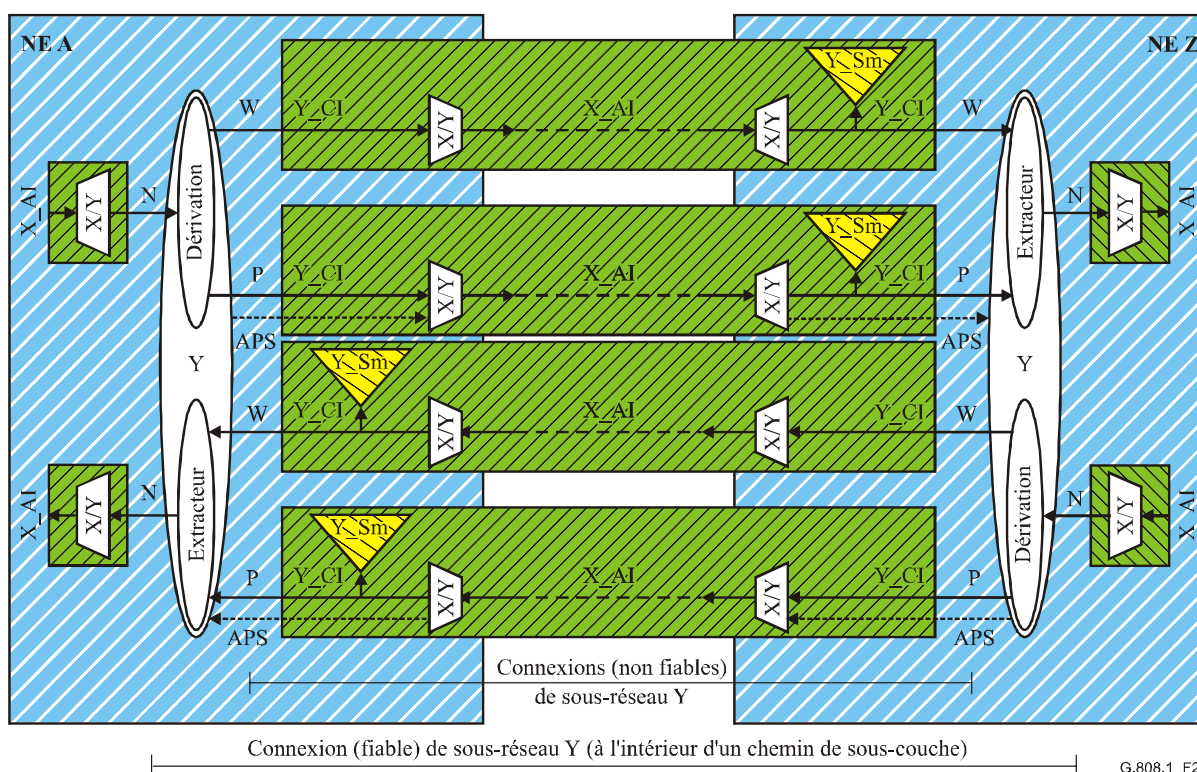 NE A
NE Z
Y_Sm
W
Y_CI
X_AI
Y_CI
W
X/Y
X/Y
Dérivation
Extracteur
X_AI
X/Y
N
N
X/Y
X_AI
Y_Sm
P
Y_CI
X_AI
Y_CI
P
X/Y
X/Y
APS
APS
Y
Y
Y_Sm
W
Y_CI
X_AI
Y_CI
W
X/Y
X/Y
Extracteur
Dérivation
X_AI
X/Y
N
N
X/Y
X_AI
Y_Sm
P
Y_CI
X_AI
Y_CI
P
X/Y
X/Y
APS
APS
Connexions (non fiables)
de sous-réseau Y
Connexion (fiable) de sous-réseau Y (à l'intérieur d'un chemin de sous-couche)
G.808.1_F2